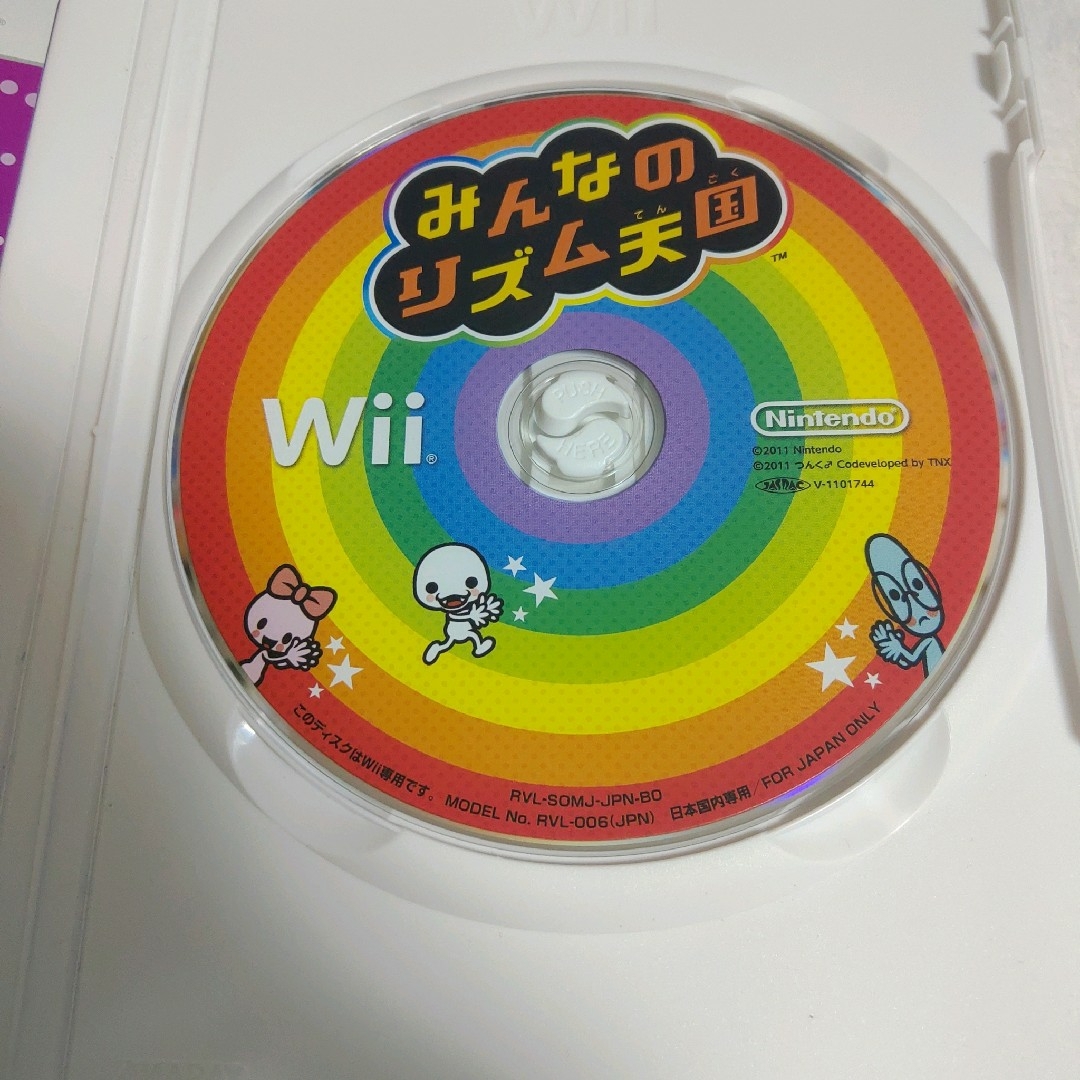 Wii
みんなの
リズム天国
てん
ごく
™
Wii®
PUSH
HERE
Nintendo®
©2011 Nintendo
©2011 つんく♂ Codeveloped by TNX
JASRAC V-1101744
このディスクはWii専用です。
RVL-SOMJ-JPN-B0
MODEL No. RVL-006(JPN)
日本国内専用/FOR JAPAN ONLY